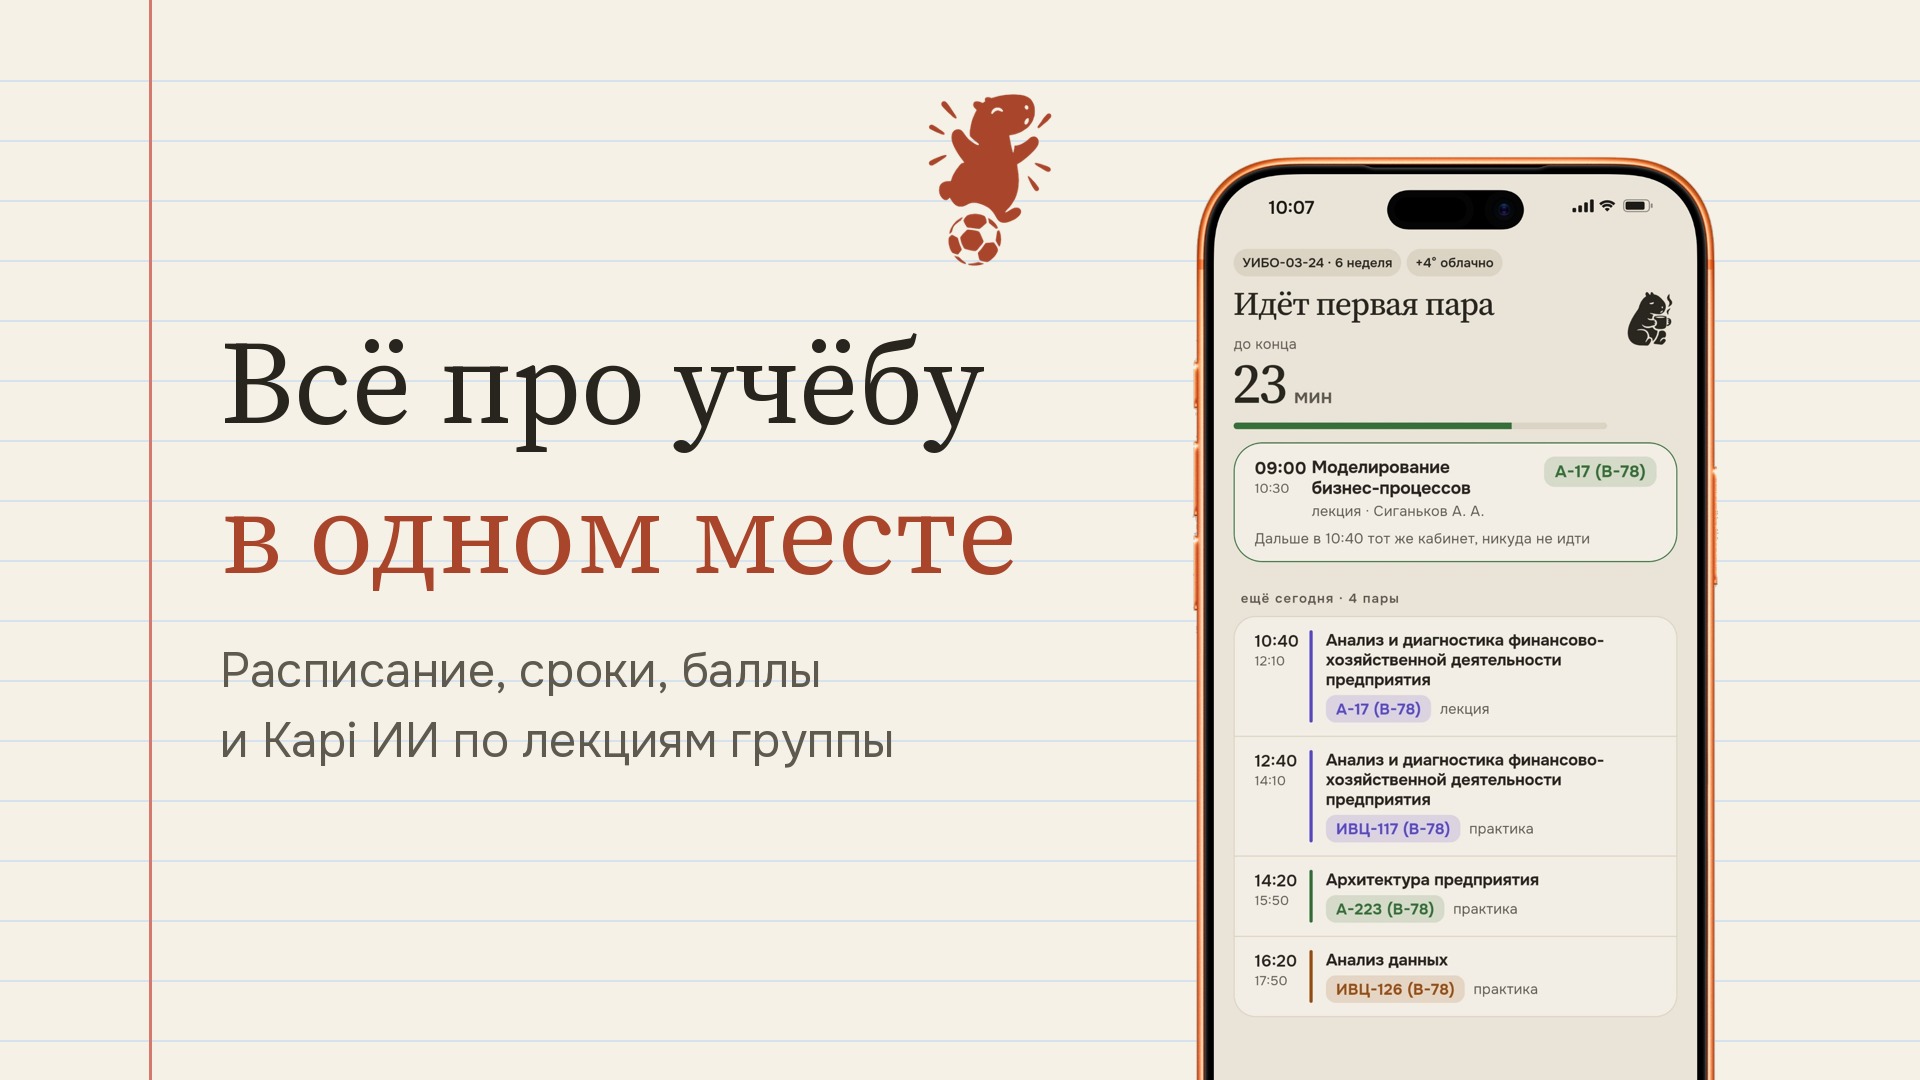 Всё про учёбу
в одном месте
Расписание, сроки, баллы
и Kapi ИИ по лекциям группы
10:07
УИБО-03-24 · 6 неделя
+4° облачно
Идёт первая пара
до конца
23 мин
09:00 Моделирование
10:30 бизнес-процессов
А-17 (В-78)
лекция · Сиганьков А. А.
Дальше в 10:40 тот же кабинет, никуда не идти
ещё сегодня · 4 пары
10:40 Анализ и диагностика финансово-
12:10 хозяйственной деятельности
предприятия
А-17 (В-78) лекция
12:40 Анализ и диагностика финансово-
14:10 хозяйственной деятельности
предприятия
ИВЦ-117 (В-78) практика
14:20 Архитектура предприятия
15:50 А-223 (В-78) практика
16:20 Анализ данных
17:50 ИВЦ-126 (В-78) практика